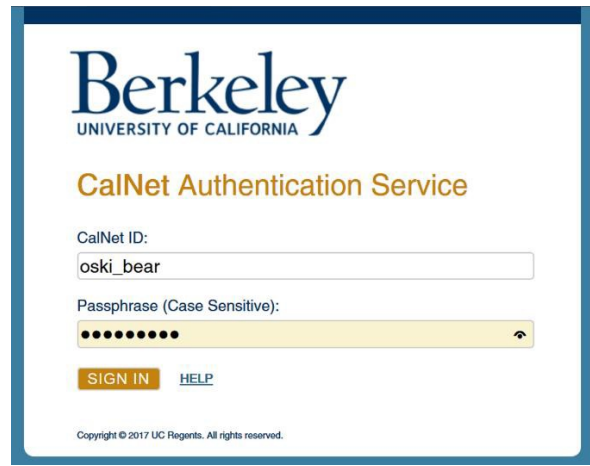 Berkeley
UNIVERSITY OF CALIFORNIA
CalNet Authentication Service
CalNet ID:
oski_bear
Passphrase (Case Sensitive):
●●●●●●●●●
SIGN IN HELP
Copyright © 2017 UC Regents. All rights reserved.